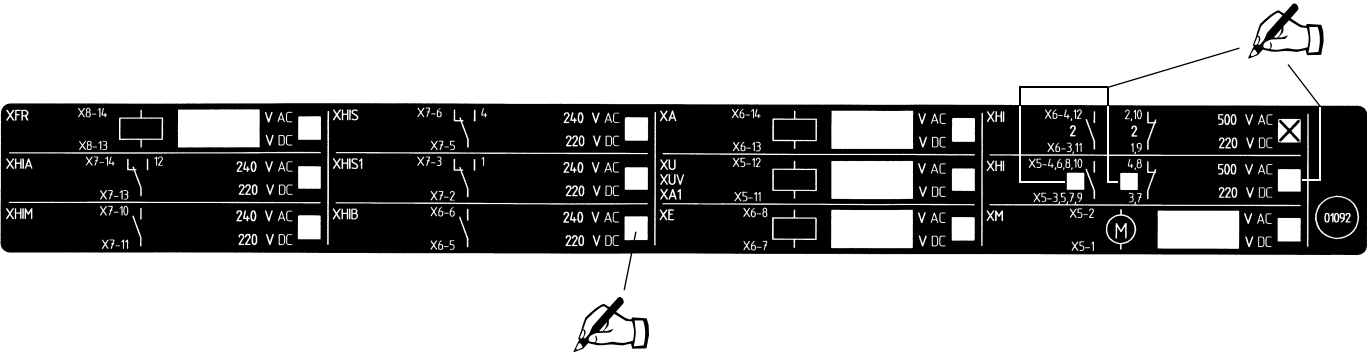 XFR X8-14 V AC
X8-13 V DC
XHIA X7-14 12 240 V AC
X7-13 220 V DC
XHIM X7-10 240 V AC
X7-11 220 V DC
XHIS X7-6 4 240 V AC
X7-5 220 V DC
XHIS1 X7-3 1 240 V AC
X7-2 220 V DC
XHIB X6-6 240 V AC
X6-5 220 V DC
XA X6-14 V AC
X6-13 V DC
XU X5-12 V AC
XUV
XA1 X5-11 V DC
XE X6-8 V AC
X6-7 V DC
XHI X6-4,12 2,10 500 V AC
2 2
X6-3,11 1,9 220 V DC
XHI X5-4,6,8,10 4,8 500 V AC
X5-3,5,7,9 3,7 220 V DC
XM X5-2 V AC
M
X5-1 V DC
01092